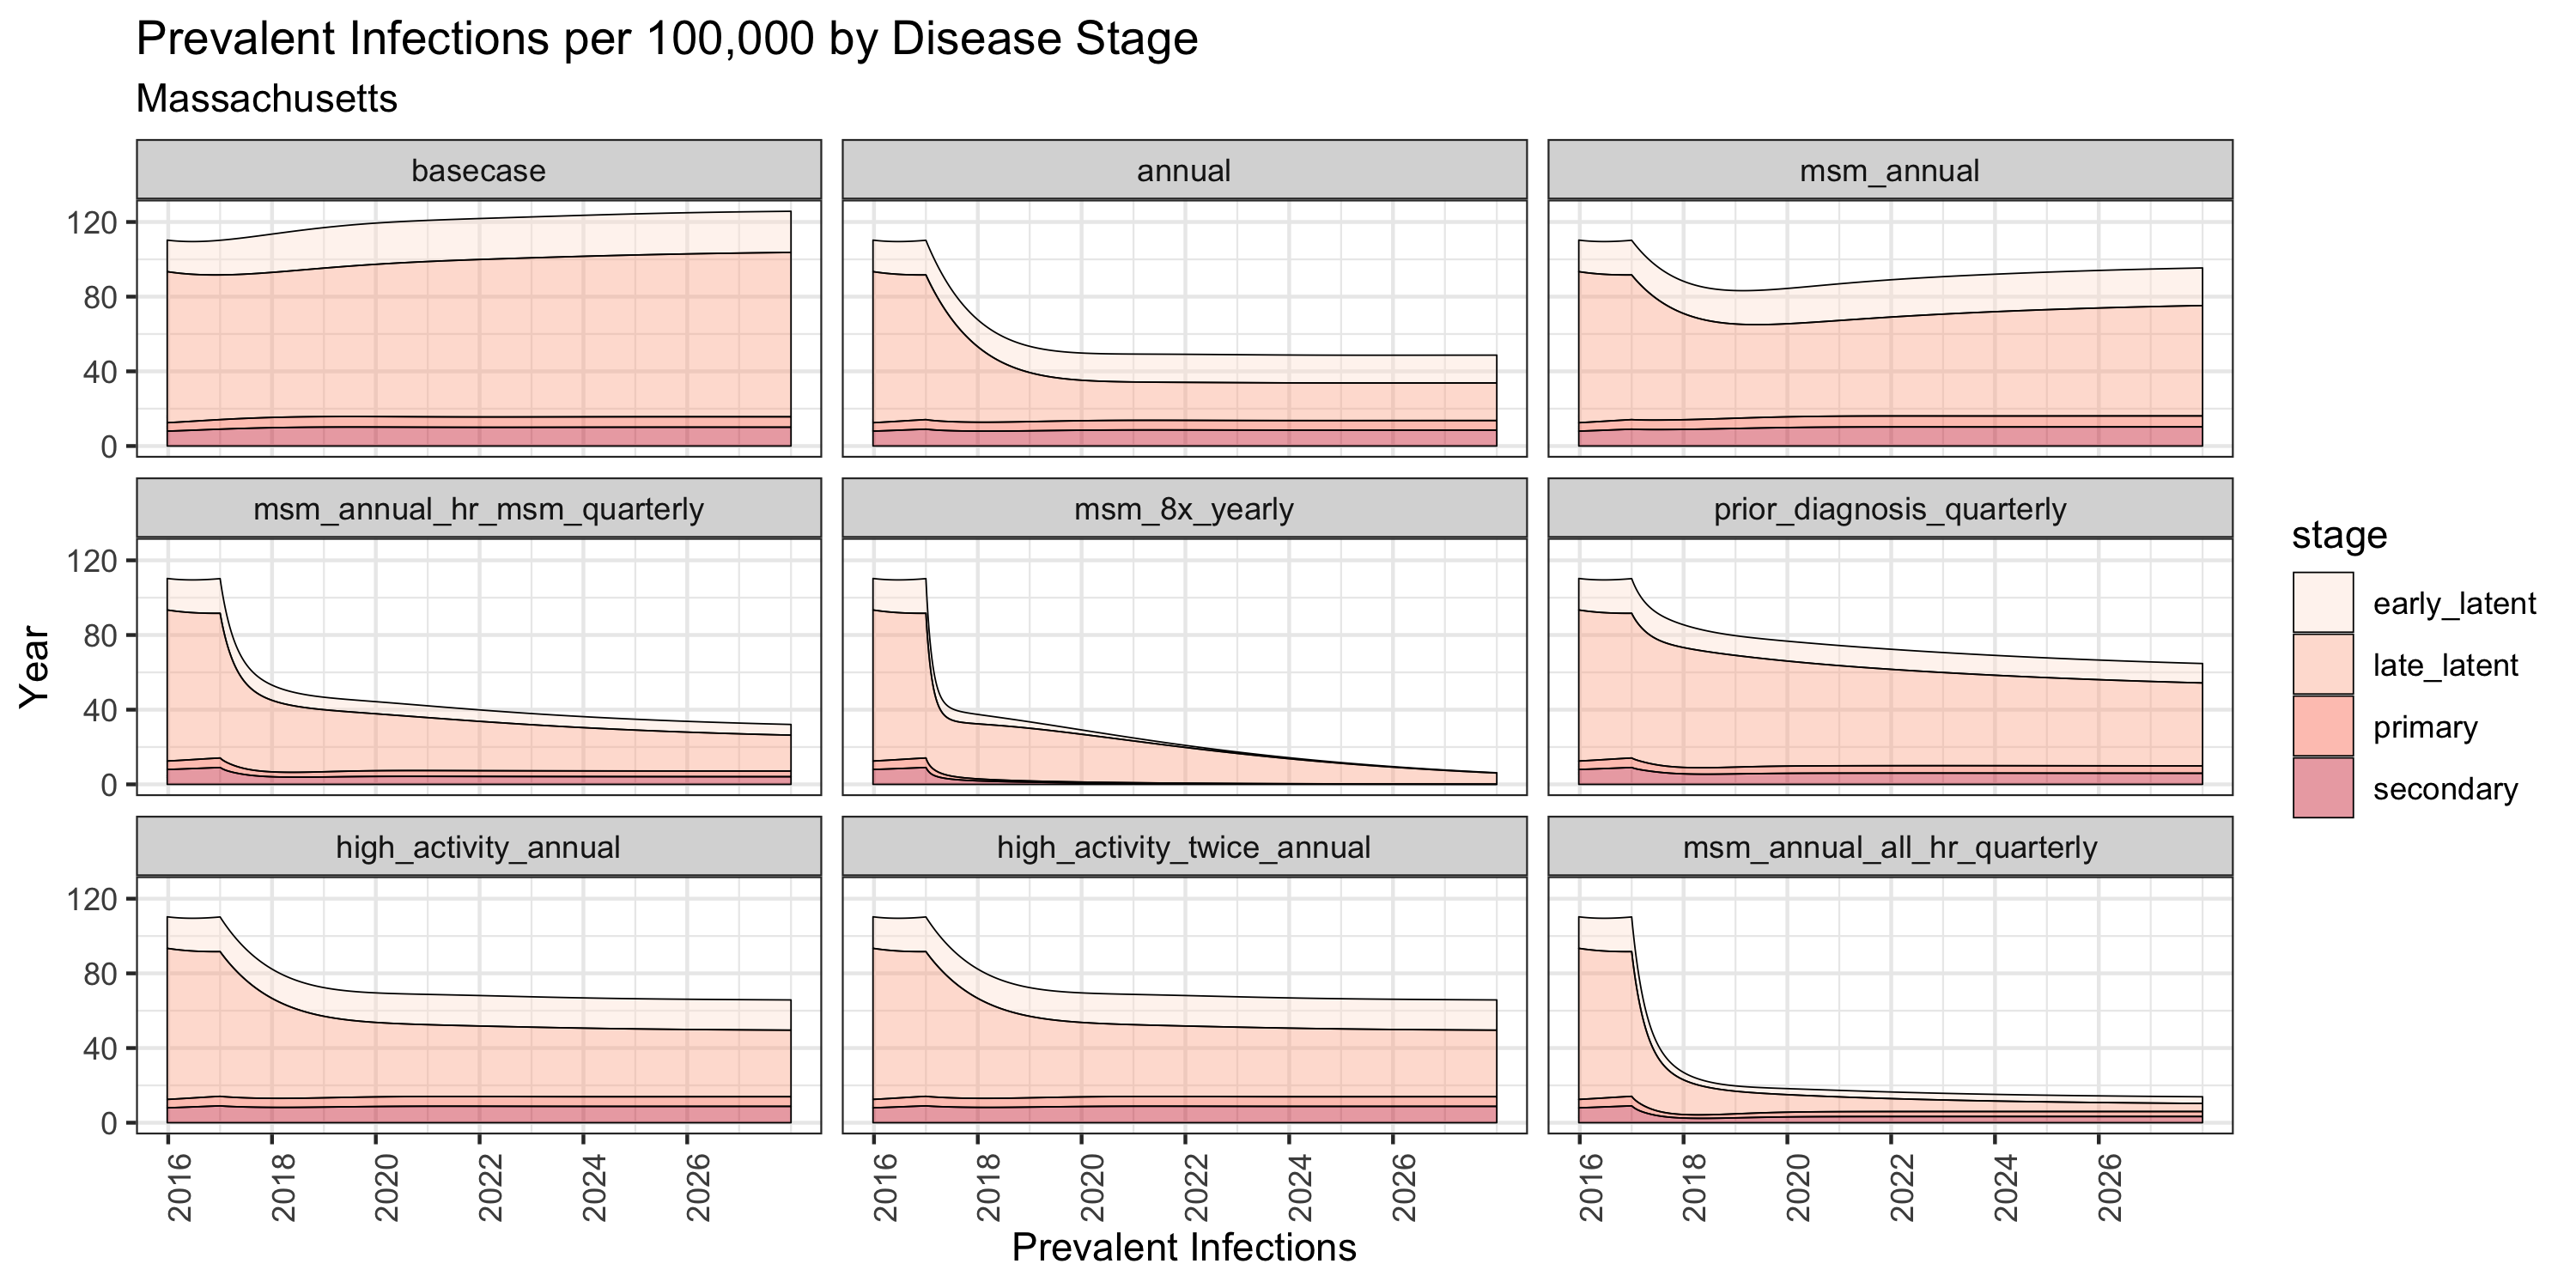 Prevalent Infections per 100,000 by Disease Stage
Massachusetts
basecase
annual
msm_annual
120
80
40
0
msm_annual_hr_msm_quarterly
msm_8x_yearly
prior_diagnosis_quarterly
120
80
40
0
high_activity_annual
high_activity_twice_annual
msm_annual_all_hr_quarterly
120
80
40
0
2016 2018 2020 2022 2024 2026
2016 2018 2020 2022 2024 2026
2016 2018 2020 2022 2024 2026
Year
Prevalent Infections
stage
early_latent
late_latent
primary
secondary